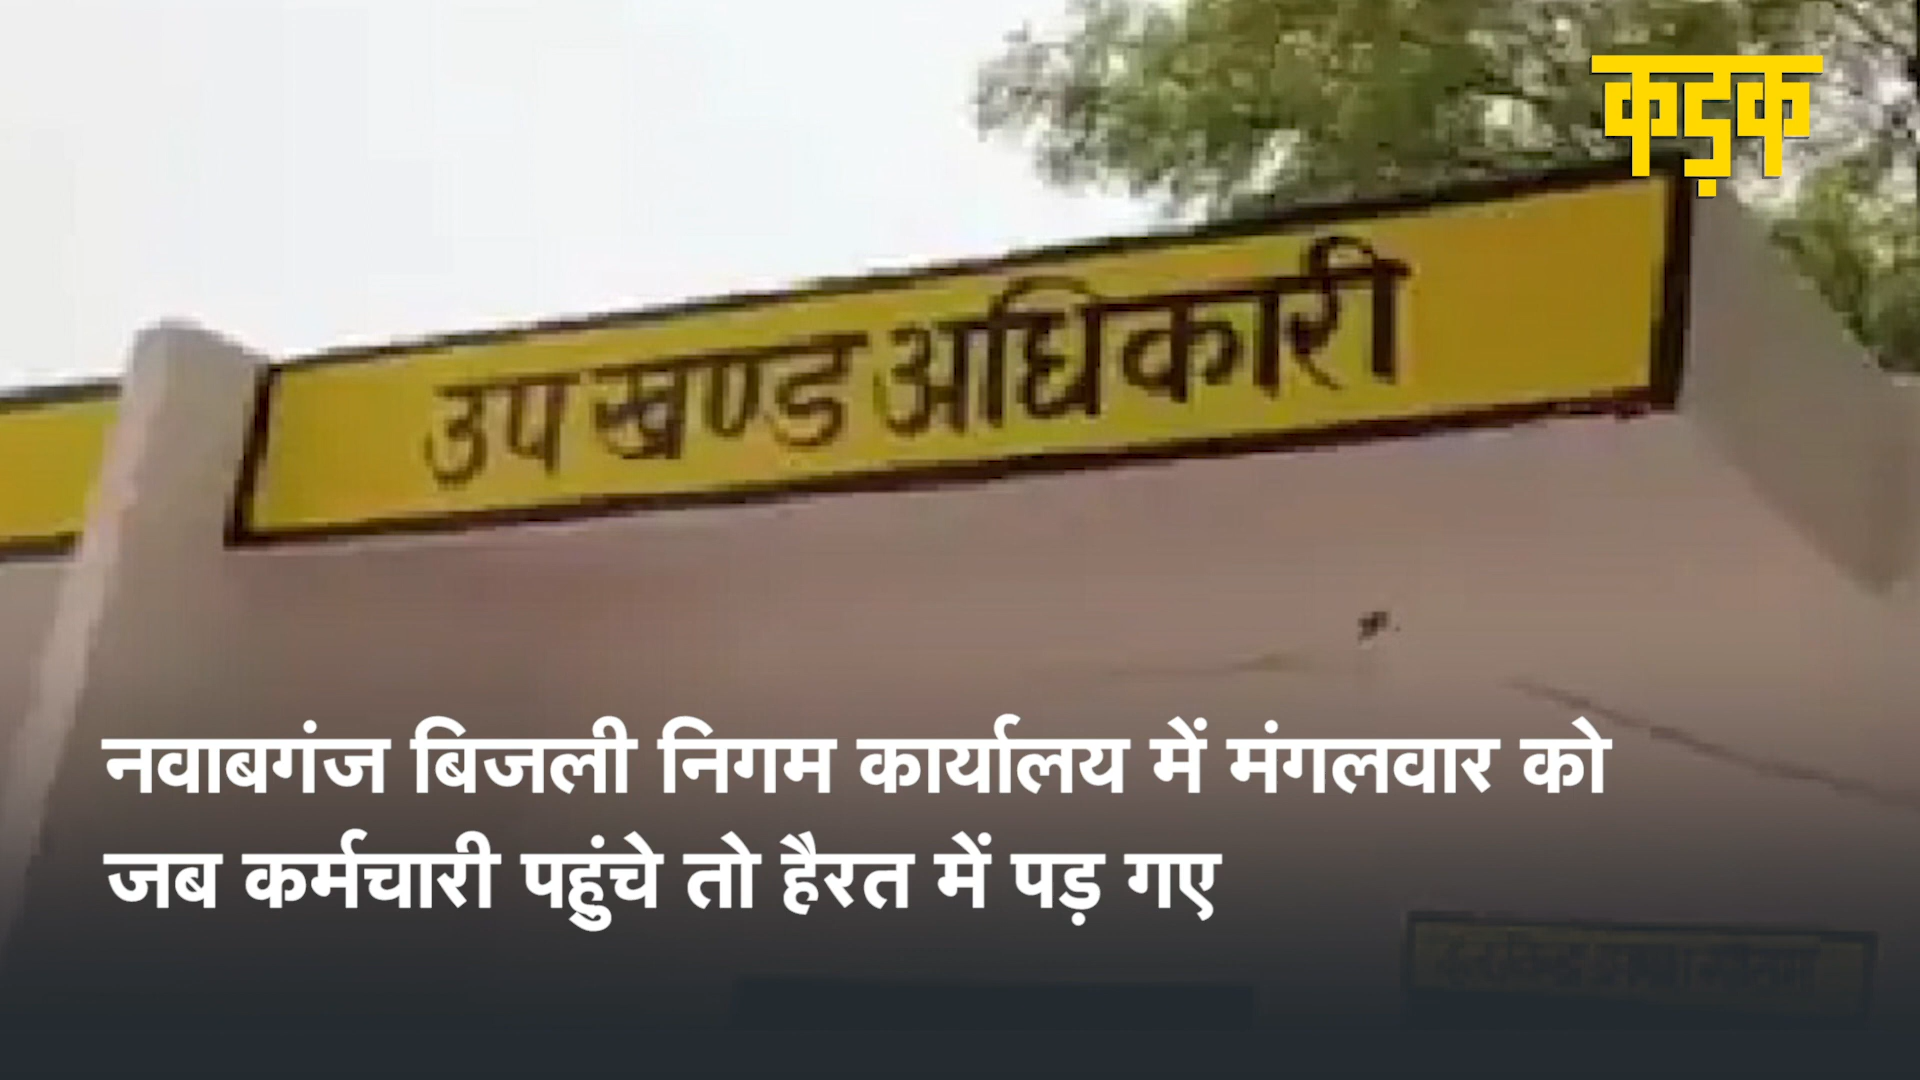 कड़क
उप खण्ड अधिकारी
नवाबगंज बिजली निगम कार्यालय में मंगलवार को
जब कर्मचारी पहुंचे तो हैरत में पड़ गए